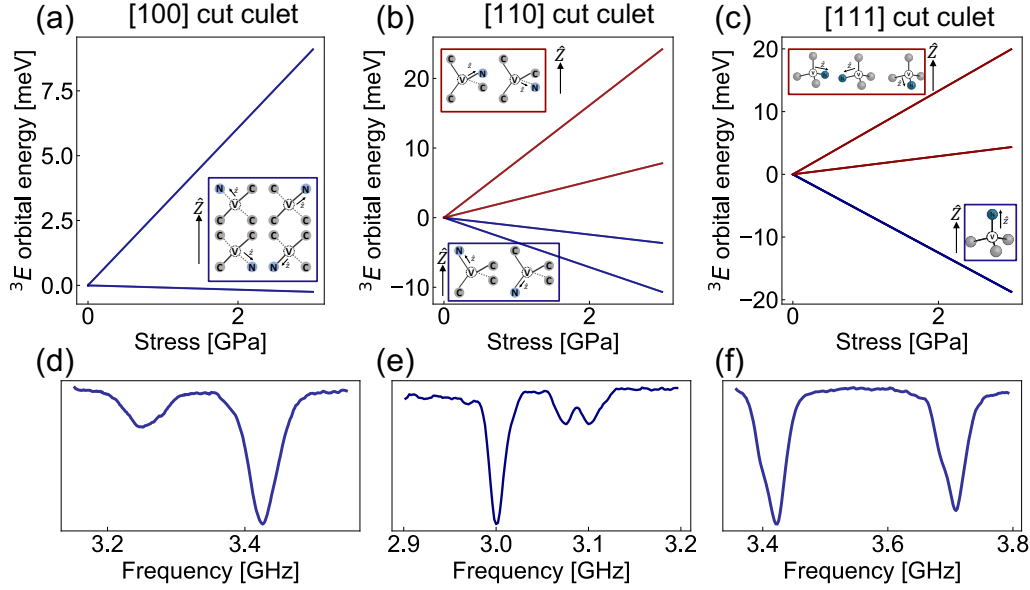 (a) [100] cut culet
(b) [110] cut culet
(c) [111] cut culet
³E orbital energy [meV]
7.5
5.0
2.5
0.0
0
2
Stress [GPa]
Ẑ
N C N
ẑ ẑ
V V
C C C C
C C C C
V V
ẑ ẑ
C N N C
³E orbital energy [meV]
20
10
0
−10
0
2
Stress [GPa]
C C
V ẑ N V C
C C N
ẑ
Ẑ
Ẑ
N ẑ C
V C V C
C C
C N ẑ
³E orbital energy [meV]
20
10
0
−10
−20
0
2
Stress [GPa]
ẑ ẑ
V V V
N N ẑ
N
Ẑ
Ẑ
N ẑ
V
(d)
3.2
3.4
Frequency [GHz]
(e)
2.9
3.0
3.1
3.2
Frequency [GHz]
(f)
3.4
3.6
3.8
Frequency [GHz]